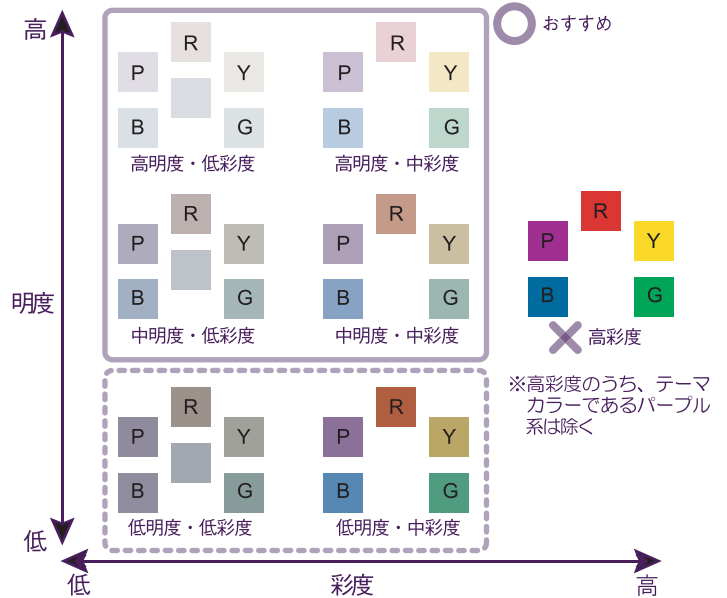 高
おすすめ
R
P
Y
B
G
高明度・低彩度
R
P
Y
B
G
高明度・中彩度
R
P
Y
B
G
中明度・低彩度
R
P
Y
B
G
中明度・中彩度
R
P
Y
B
G
高彩度
明度
※高彩度のうち、テーマ
カラーであるパープル
系は除く
R
P
Y
B
G
低明度・低彩度
R
P
Y
B
G
低明度・中彩度
低
低
彩度
高